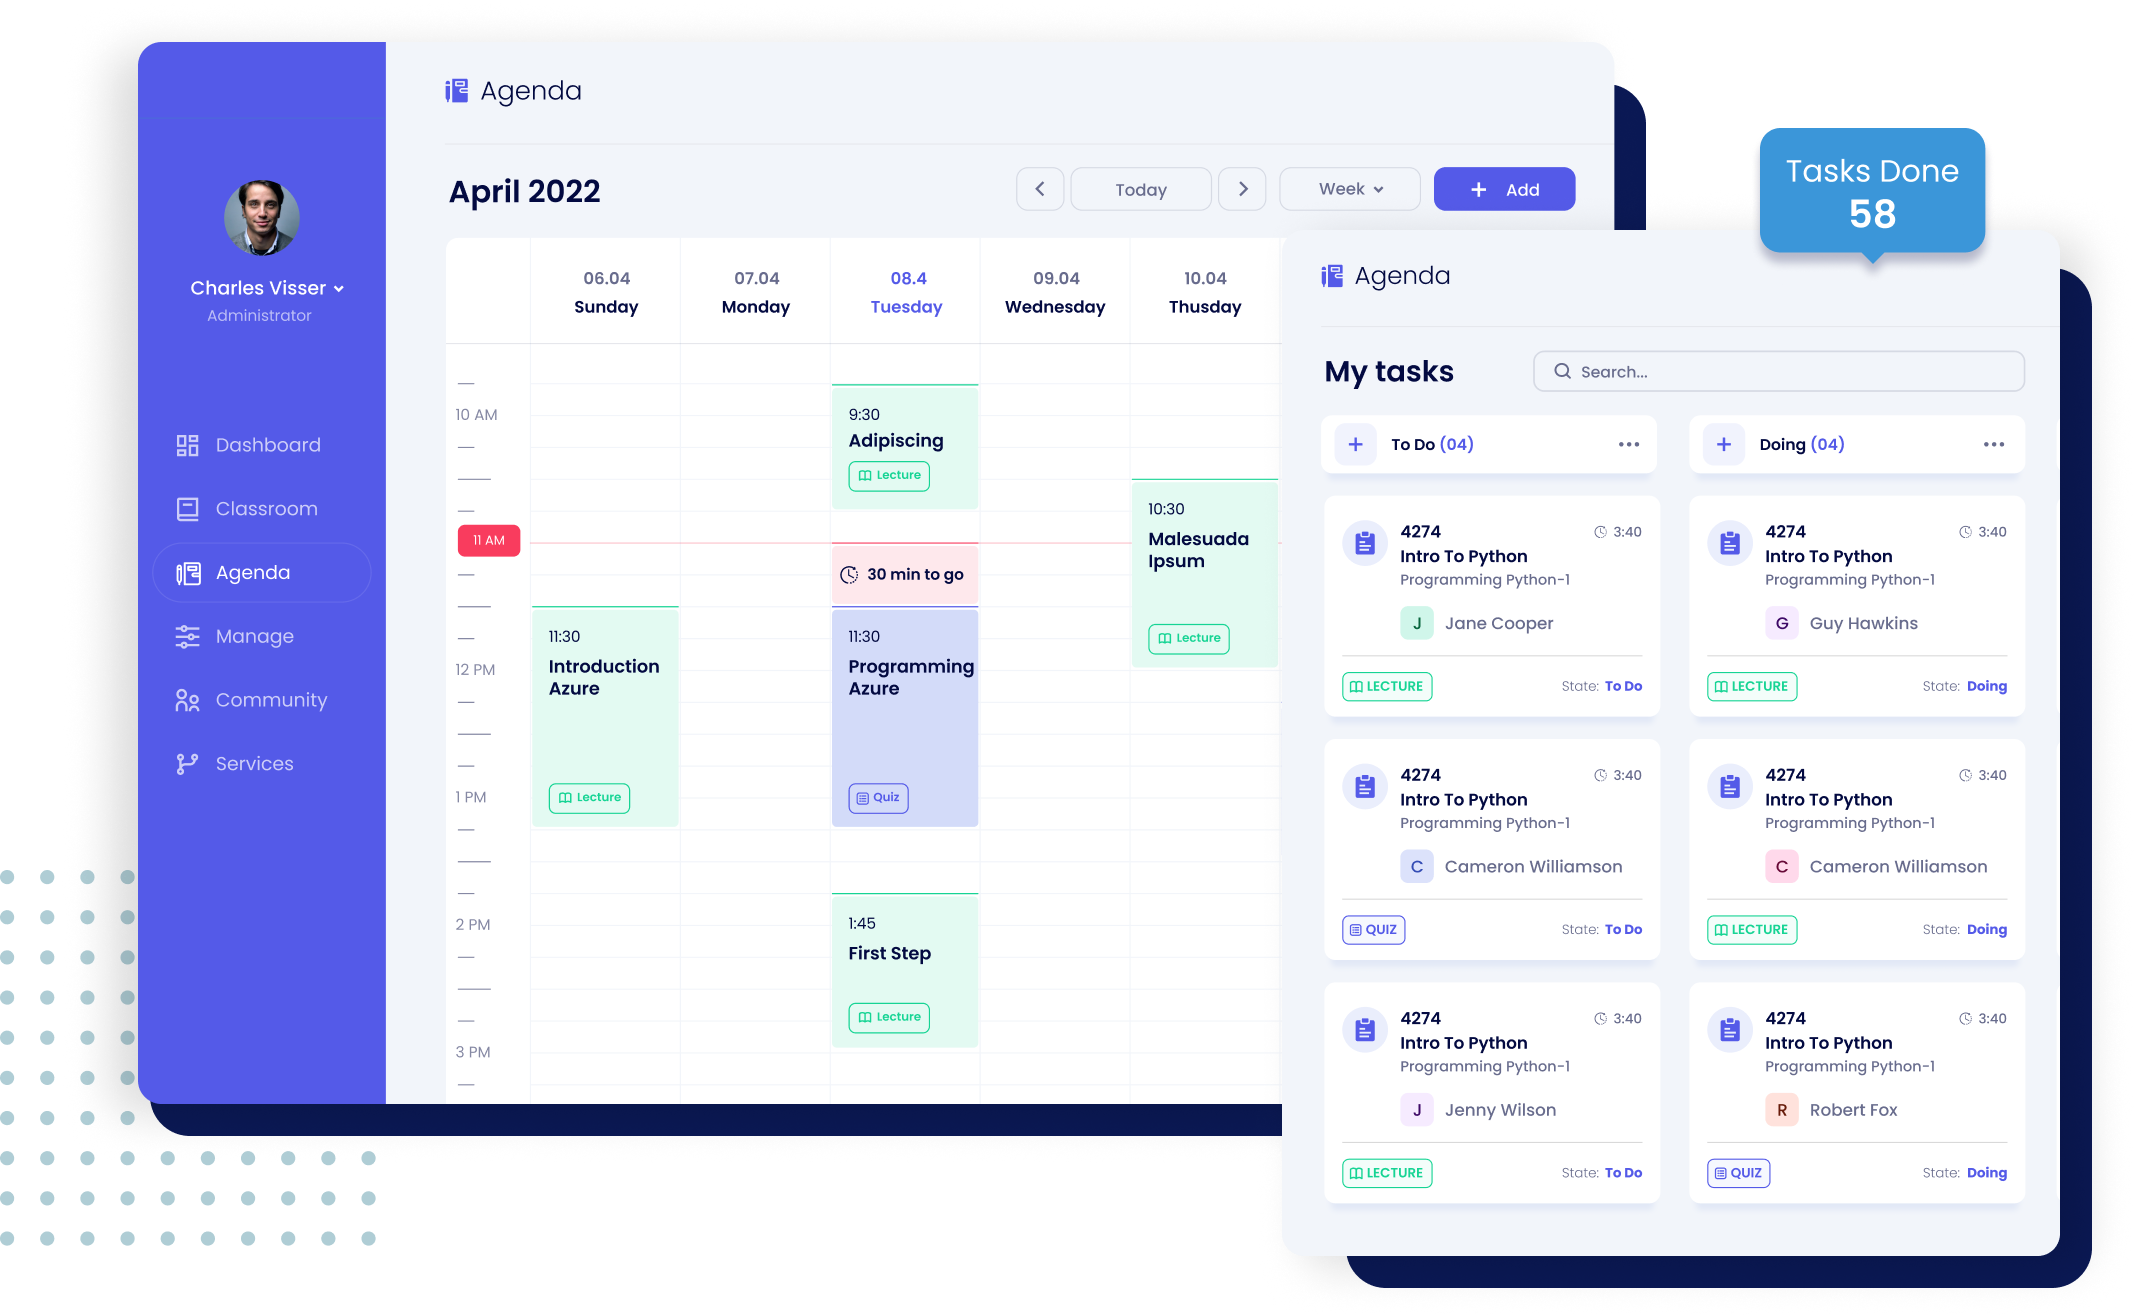 Agenda
April 2022
Today
Week
+ Add
Charles Visser
Administrator
Dashboard
Classroom
Agenda
Manage
Community
Services
06.04
Sunday
07.04
Monday
08.4
Tuesday
09.04
Wednesday
10.04
Thusday
10 AM
11 AM
12 PM
1 PM
2 PM
3 PM
11:30
Introduction
Azure
Lecture
9:30
Adipiscing
Lecture
30 min to go
11:30
Programming
Azure
Quiz
1:45
First Step
Lecture
10:30
Malesuada
Ipsum
Lecture
Tasks Done
58
Agenda
My tasks
Search...
+ To Do (04)
4274
3:40
Intro To Python
Programming Python-1
J Jane Cooper
LECTURE
State: To Do
4274
3:40
Intro To Python
Programming Python-1
C Cameron Williamson
QUIZ
State: To Do
4274
3:40
Intro To Python
Programming Python-1
J Jenny Wilson
LECTURE
State: To Do
+ Doing (04)
4274
3:40
Intro To Python
Programming Python-1
G Guy Hawkins
LECTURE
State: Doing
4274
3:40
Intro To Python
Programming Python-1
C Cameron Williamson
LECTURE
State: Doing
4274
3:40
Intro To Python
Programming Python-1
R Robert Fox
QUIZ
State: Doing